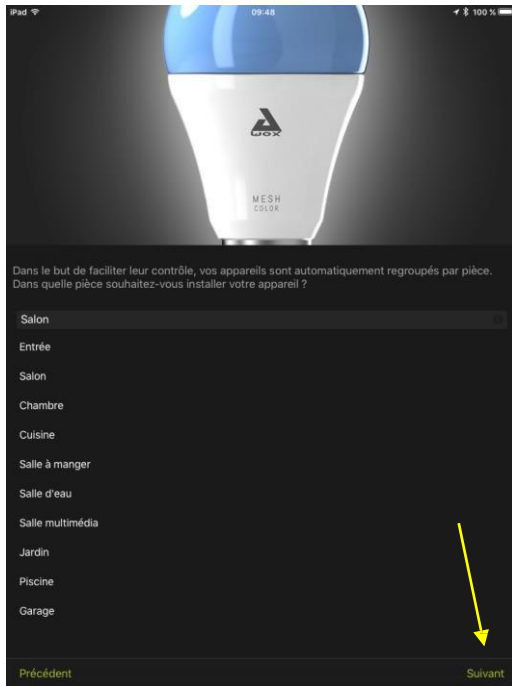 iPad 09:48 100 %
AWOX
MESH
COLOR
Dans le but de faciliter leur contrôle, vos appareils sont automatiquement regroupés par pièce.
Dans quelle pièce souhaitez-vous installer votre appareil ?
Salon
Entrée
Salon
Chambre
Cuisine
Salle à manger
Salle d'eau
Salle multimédia
Jardin
Piscine
Garage
Précédent Suivant